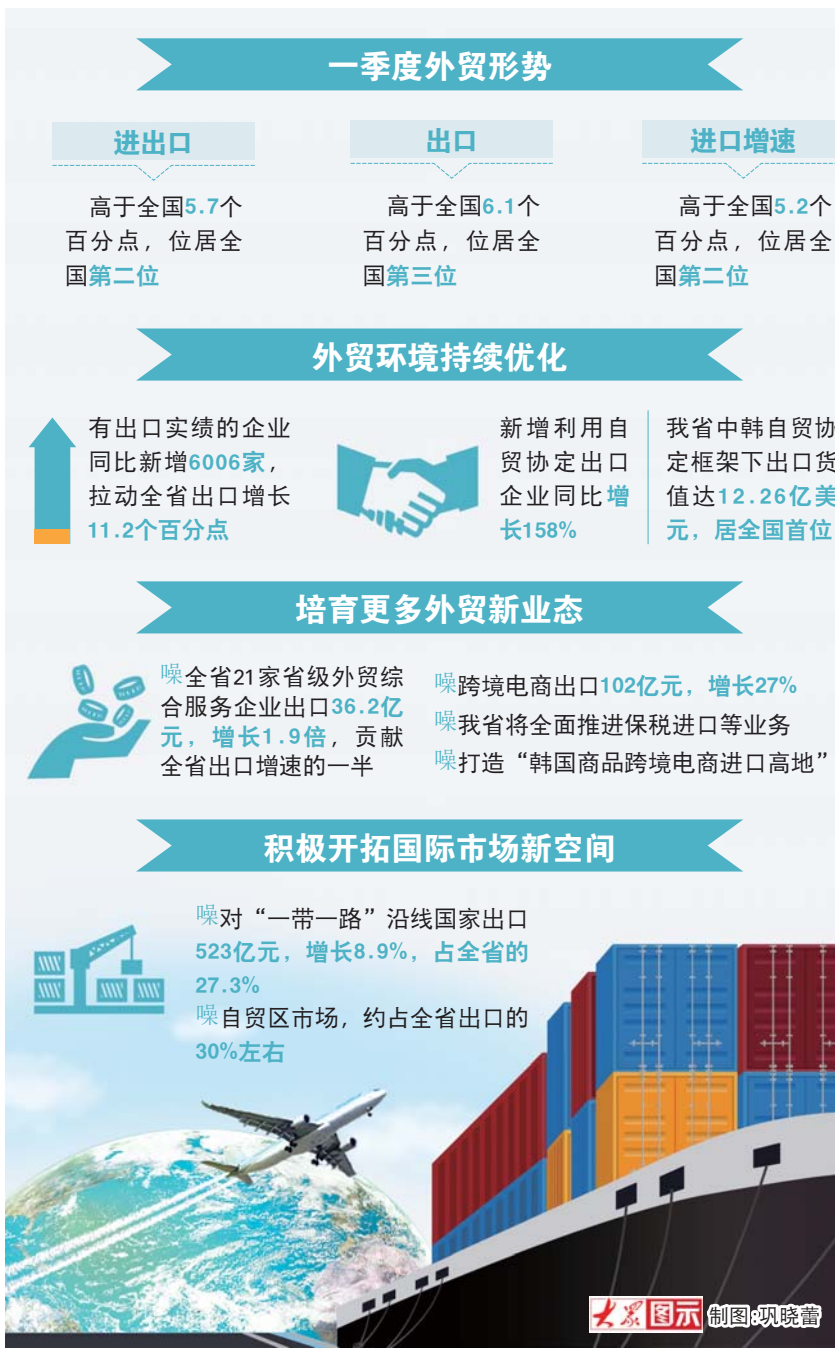 一季度外贸形势
进出口
高于全国5.7个
百分点，位居全
国第二位
出口
高于全国6.1个
百分点，位居全
国第三位
进口增速
高于全国5.2个
百分点，位居全
国第二位
外贸环境持续优化
有出口实绩的企业
同比新增6006家，
拉动全省出口增长
11.2个百分点
新增利用自
贸协定出口
企业同比增
长158%
我省中韩自贸协
定框架下出口货
值达12.26亿美
元，居全国首位
培育更多外贸新业态
噪全省21家省级外贸综
合服务企业出口36.2亿
元，增长1.9倍，贡献
全省出口增速的一半
噪跨境电商出口102亿元，增长27%
噪我省将全面推进保税进口等业务
噪打造“韩国商品跨境电商进口高地”
积极开拓国际市场新空间
噪对“一带一路”沿线国家出口
523亿元，增长8.9%，占全省的
27.3%
噪自贸区市场，约占全省出口的
30%左右
大众图示 制图:巩晓蕾